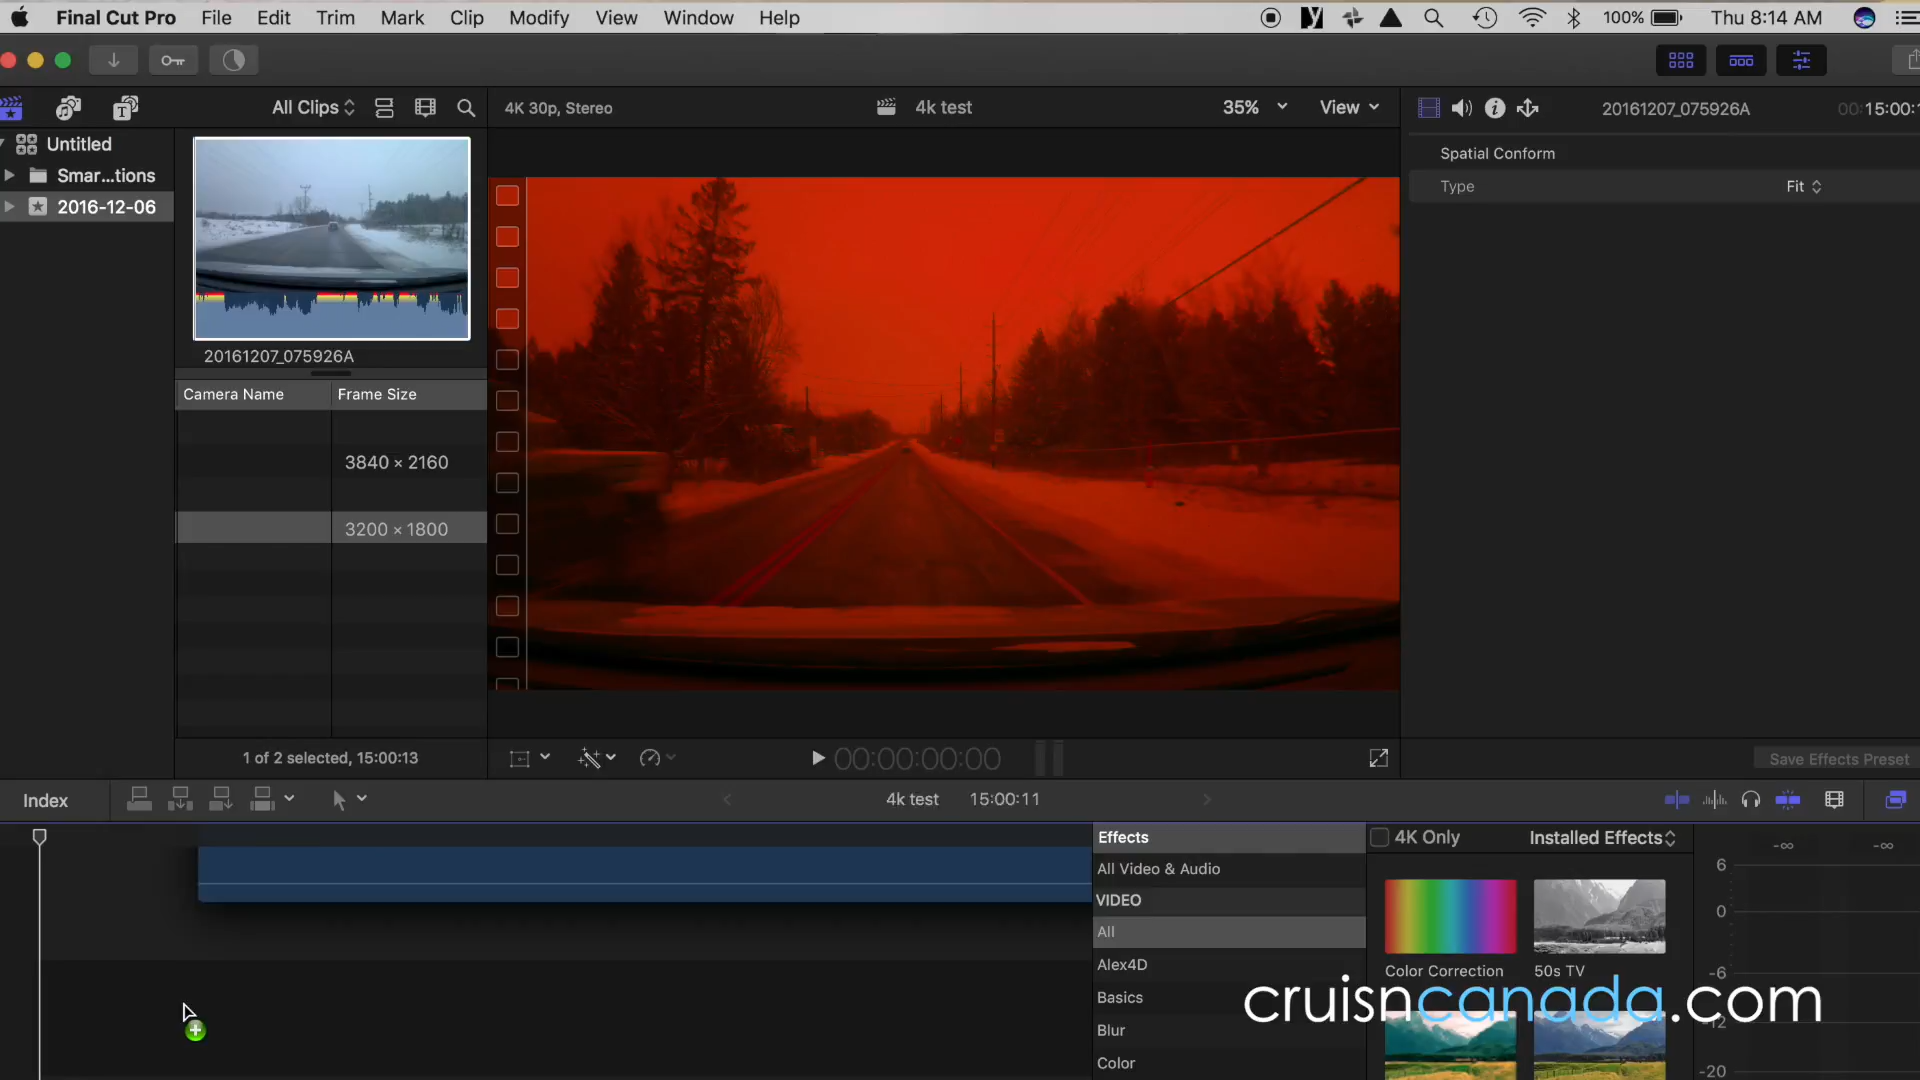 Final Cut Pro File Edit Trim Mark Clip Modify View Window Help 100% Thu 8:14 AM
All Clips 4K 30p, Stereo 4k test 35% View 20161207_075926A 00:15:00:1
Untitled
Smar...tions
2016-12-06
Spatial Conform
Type Fit
20161207_075926A
Camera Name Frame Size
3840 × 2160
3200 × 1800
1 of 2 selected, 15:00:13
00:00:00:00
Save Effects Preset
Index 4k test 15:00:11
Effects 4K Only Installed Effects
All Video & Audio
VIDEO
All
Alex4D
Basics
Blur
Color
Color Correction 50s TV
-∞ -∞
6
0
-6
-12
-20
cruisncanada.com